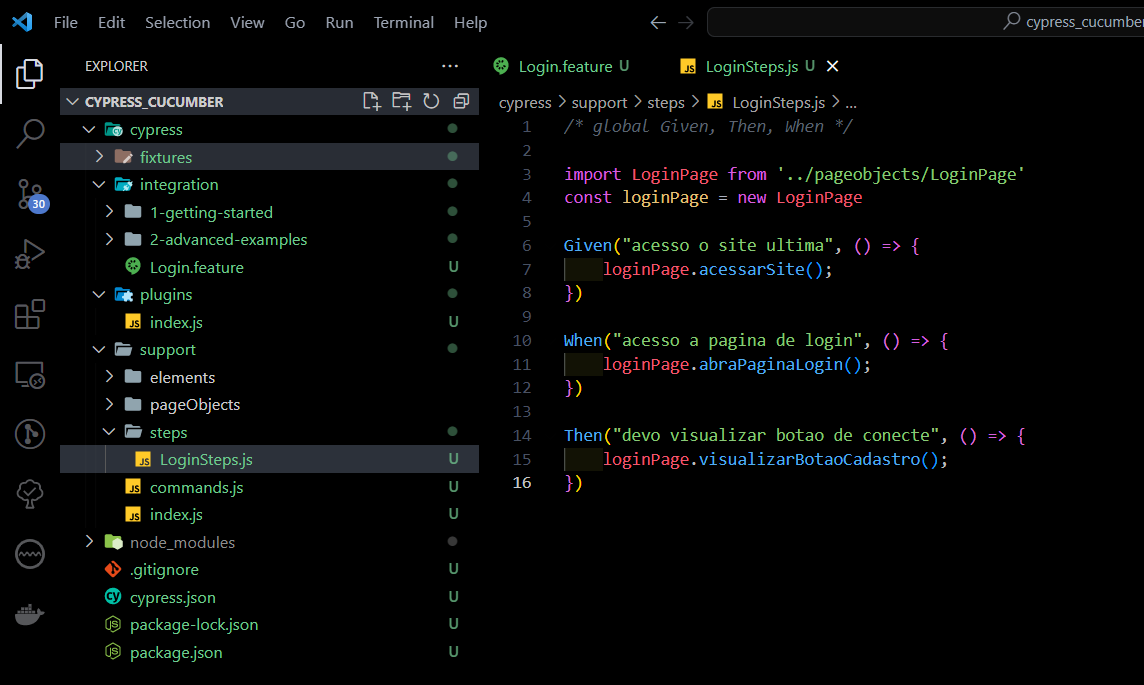 File Edit Selection View Go Run Terminal Help
cypress_cucumber
EXPLORER
CYPRESS_CUCUMBER
cypress
fixtures
integration
1-getting-started
2-advanced-examples
Login.feature U
plugins
index.js U
support
elements
pageObjects
steps
LoginSteps.js U
commands.js U
index.js U
node_modules
.gitignore U
cypress.json U
package-lock.json U
package.json U
30
Login.feature U
LoginSteps.js U
cypress > support > steps > JS LoginSteps.js > ...
1 /* global Given, Then, When */
2
3 import LoginPage from '../pageobjects/LoginPage'
4 const loginPage = new LoginPage
5
6 Given("acesso o site ultima", () => {
7 loginPage.acessarSite();
8 })
9
10 When("acesso a pagina de login", () => {
11 loginPage.abraPaginaLogin();
12 })
13
14 Then("devo visualizar botao de conecte", () => {
15 loginPage.visualizarBotaoCadastro();
16 })